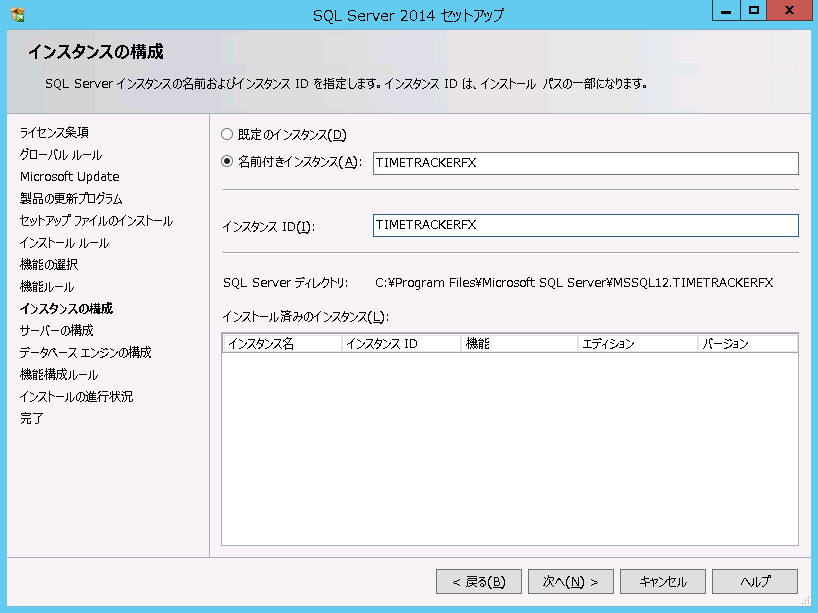 SQL Server 2014 セットアップ
インスタンスの構成
SQL Server インスタンスの名前およびインスタンス ID を指定します。インスタンス ID は、インストール パスの一部になります。
ライセンス条項
グローバル ルール
Microsoft Update
製品の更新プログラム
セットアップ ファイルのインストール
インストール ルール
機能の選択
機能ルール
インスタンスの構成
サーバーの構成
データベース エンジンの構成
機能構成ルール
インストールの進行状況
完了
既定のインスタンス(D)
名前付きインスタンス(A): TIMETRACKERFX
インスタンス ID(I): TIMETRACKERFX
SQL Server ディレクトリ: C:¥Program Files¥Microsoft SQL Server¥MSSQL12.TIMETRACKERFX
インストール済みのインスタンス(L):
インスタンス名 インスタンス ID 機能 エディション バージョン
< 戻る(B) 次へ(N) > キャンセル ヘルプ